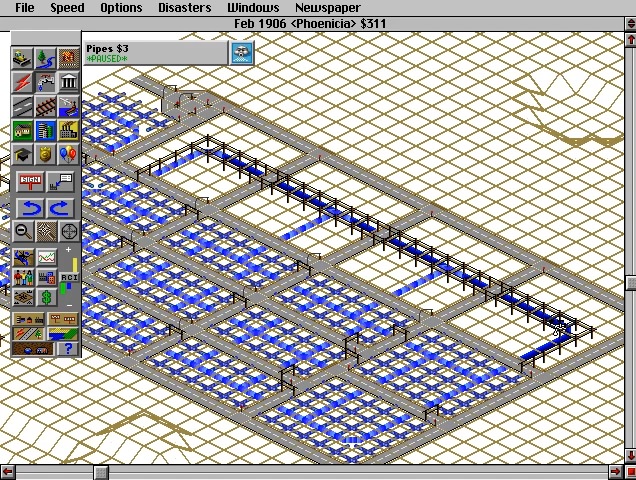 File Speed Options Disasters Windows Newspaper
Feb 1906 <Phoenicia> $311
Pipes $3
*PAUSED*
SIGN
+
RCI
-
?